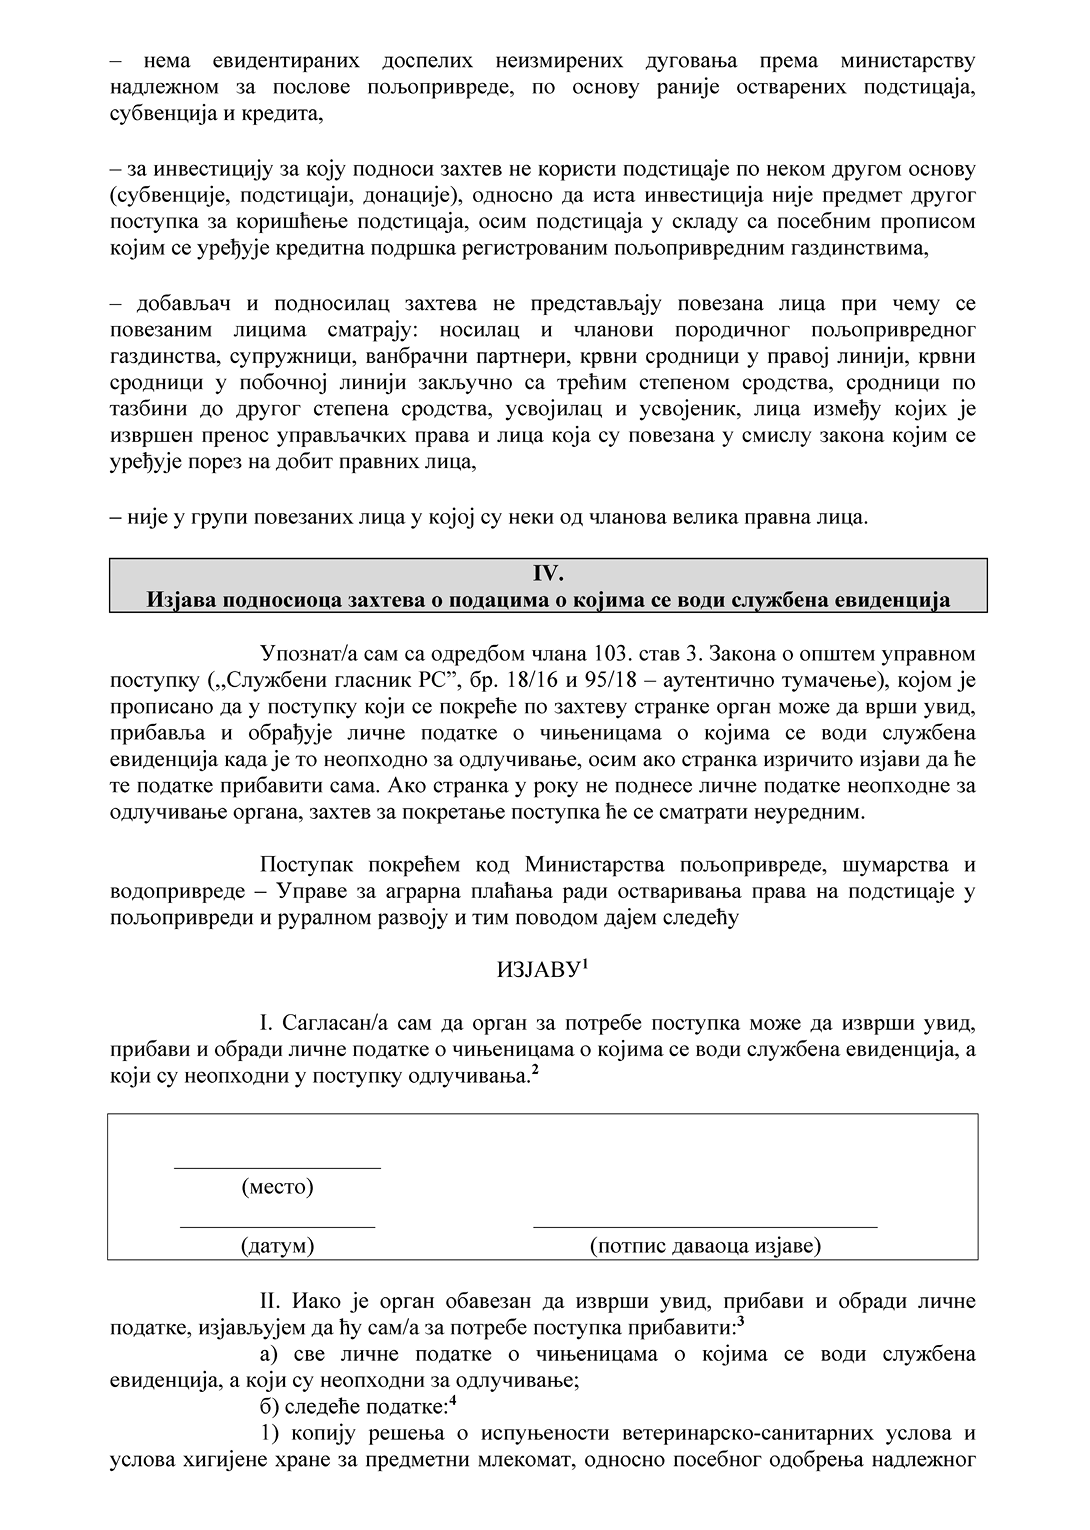 – нема евидентираних доспелих неизмирених дуговања према министарству
надлежном за послове пољопривреде, по основу раније остварених подстицаја,
субвенција и кредита,
– за инвестицију за коју подноси захтев не користи подстицаје по неком другом основу
(субвенције, подстицаји, донације), односно да иста инвестиција није предмет другог
поступка за коришћење подстицаја, осим подстицаја у складу са посебним прописом
којим се уређује кредитна подршка регистрованим пољопривредним газдинствима,
– добављач и подносилац захтева не представљају повезана лица при чему се
повезаним лицима сматрају: носилац и чланови породичног пољопривредног
газдинства, супружници, ванбрачни партнери, крвни сродници у правој линији, крвни
сродници у побочној линији закључно са трећим степеном сродства, сродници по
тазбини до другог степена сродства, усвојилац и усвојеник, лица између којих је
извршен пренос управљачких права и лица која су повезана у смислу закона којим се
уређује порез на добит правних лица,
– није у групи повезаних лица у којој су неки од чланова велика правна лица.
IV.
Изјава подносиоца захтева о подацима о којима се води службена евиденција
Упознат/а сам са одредбом члана 103. став 3. Закона о општем управном
поступку (,,Службени гласник РС”, бр. 18/16 и 95/18 – аутентично тумачење), којом је
прописано да у поступку који се покреће по захтеву странке орган може да врши увид,
прибавља и обрађује личне податке о чињеницама о којима се води службена
евиденција када је то неопходно за одлучивање, осим ако странка изричито изјави да ће
те податке прибавити сама. Ако странка у року не поднесе личне податке неопходне за
одлучивање органа, захтев за покретање поступка ће се сматрати неуредним.
Поступак покрећем код Министарства пољопривреде, шумарства и
водопривреде – Управе за аграрна плаћања ради остваривања права на подстицаје у
пољопривреди и руралном развоју и тим поводом дајем следећу
ИЗЈАВУ¹
I. Сагласан/а сам да орган за потребе поступка може да изврши увид,
прибави и обради личне податке о чињеницама о којима се води службена евиденција, а
који су неопходни у поступку одлучивања.²
(место)
(датум) (потпис даваоца изјаве)
II. Иако је орган обавезан да изврши увид, прибави и обради личне
податке, изјављујем да ћу сам/а за потребе поступка прибавити:³
а) све личне податке о чињеницама о којима се води службена
евиденција, а који су неопходни за одлучивање;
б) следеће податке:⁴
1) копију решења о испуњености ветеринарско-санитарних услова и
услова хигијене хране за предметни млекомат, односно посебног одобрења надлежног